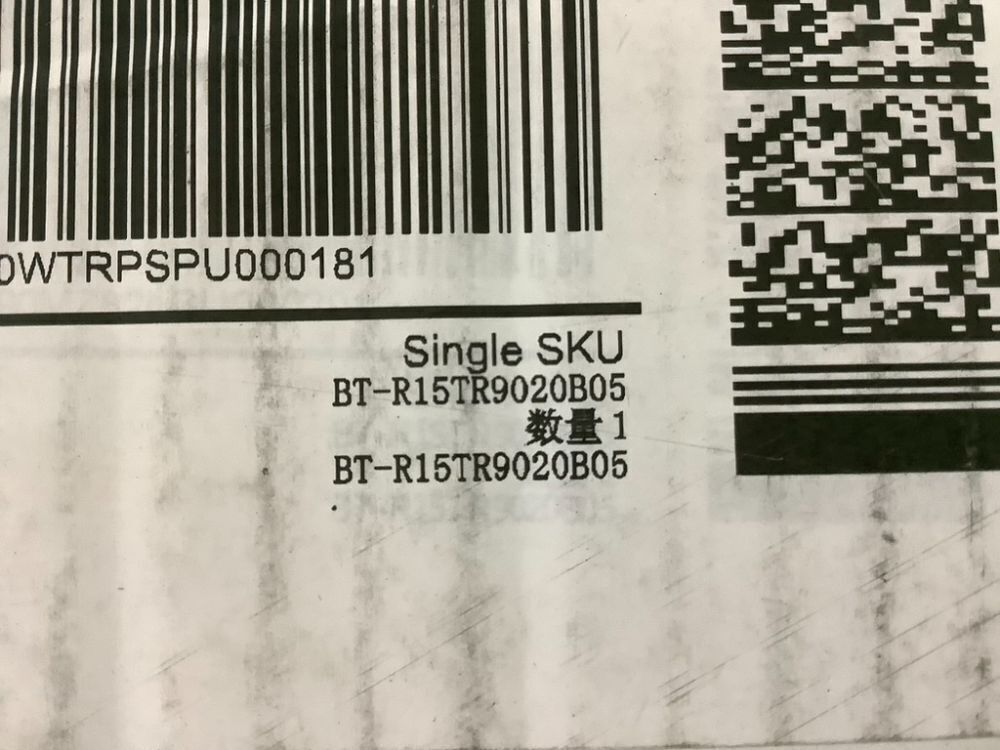 0WTRPSPU000181
Single SKU
BT-R15TR9020B05
数量 1
BT-R15TR9020B05